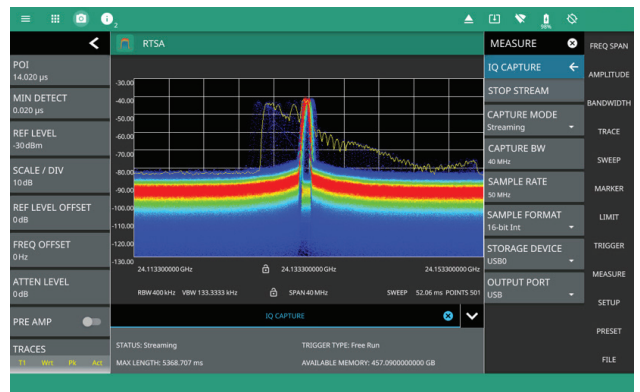 2
98%
RTSA
MEASURE
FREQ SPAN
POI
14.020 µs
MIN DETECT
0.020 µs
REF LEVEL
-30 dBm
SCALE / DIV
10 dB
REF LEVEL OFFSET
0 dB
FREQ OFFSET
0 Hz
ATTEN LEVEL
0 dB
PRE AMP
TRACES
T1 Wrt Pk Act
-30.00
-40.00
-50.00
-60.00
-70.00
-80.00
-90.00
-100.00
-110.00
-120.00
-130.00
24.113300000 GHz 24.133300000 GHz 24.153300000 GHz
RBW 400 kHz VBW 133.3333 kHz SPAN 40 MHz SWEEP 52.06 ms POINTS 501
IQ CAPTURE
STATUS: Streaming TRIGGER TYPE: Free Run
MAX LENGTH: 5368.707 ms AVAILABLE MEMORY: 457.0900000000 GB
IQ CAPTURE
STOP STREAM
CAPTURE MODE
Streaming
CAPTURE BW
40 MHz
SAMPLE RATE
50 MHz
SAMPLE FORMAT
16-bit Int
STORAGE DEVICE
USB0
OUTPUT PORT
USB
AMPLITUDE
BANDWIDTH
TRACE
SWEEP
MARKER
LIMIT
TRIGGER
MEASURE
SETUP
PRESET
FILE